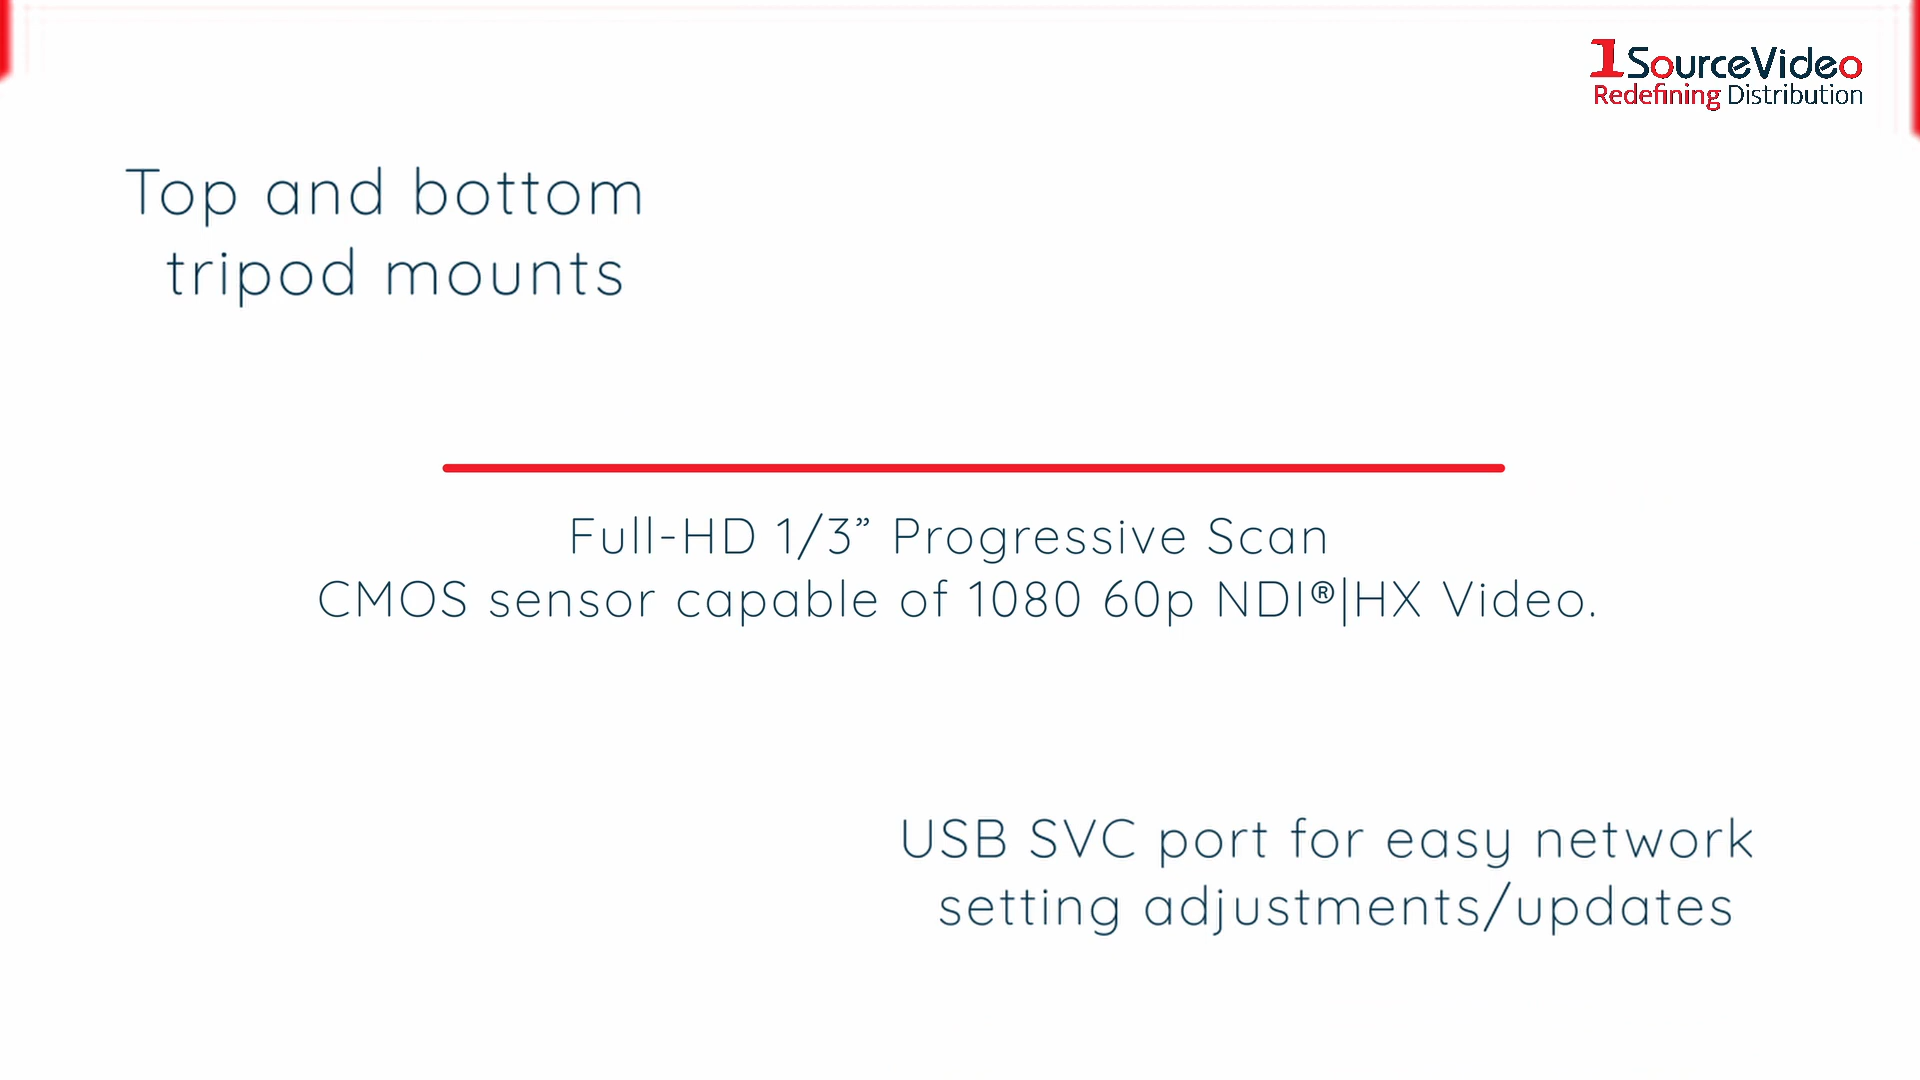 1SourceVideo
Redefining Distribution
Top and bottom
tripod mounts
Full-HD 1/3” Progressive Scan
CMOS sensor capable of 1080 60p NDI®|HX Video.
USB SVC port for easy network
setting adjustments/updates